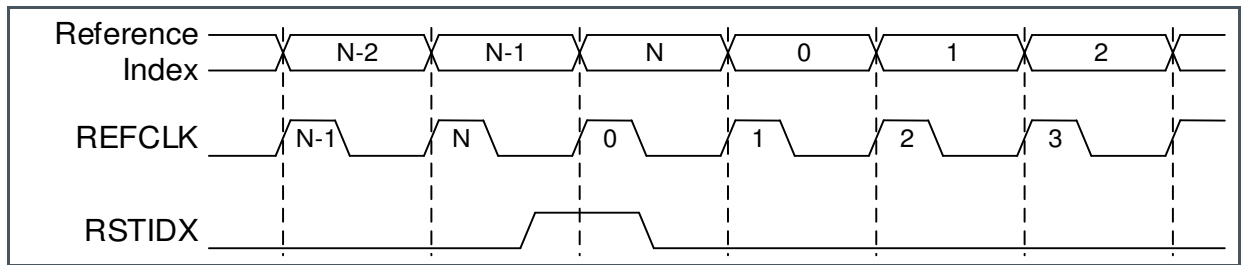 Reference
Index
N-2 N-1 N 0 1 2
REFCLK N-1 N 0 1 2 3
RSTIDX